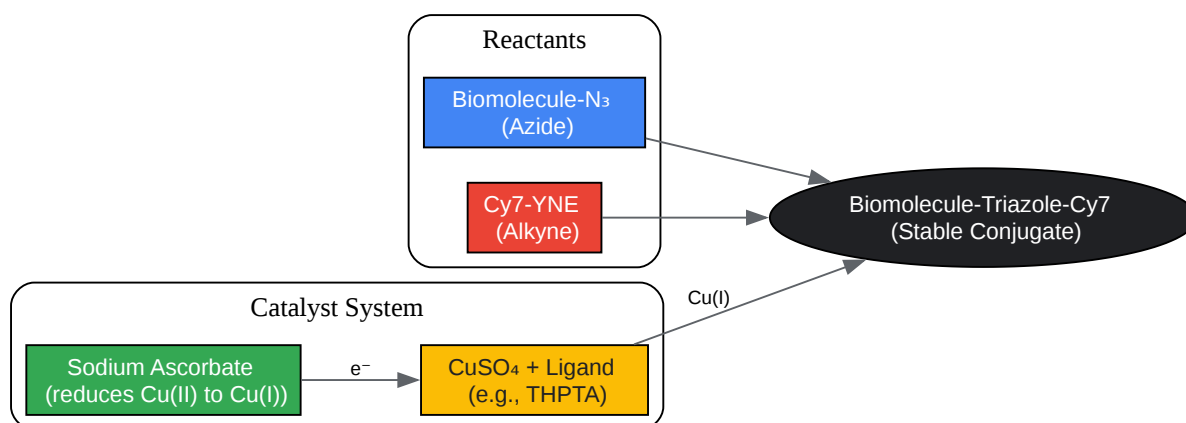 Reactants
Biomolecule-N₃
(Azide)
Cy7-YNE
(Alkyne)
Biomolecule-Triazole-Cy7
(Stable Conjugate)
Cu(I)
Catalyst System
Sodium Ascorbate
(reduces Cu(II) to Cu(I))
e⁻
CuSO₄ + Ligand
(e.g., THPTA)